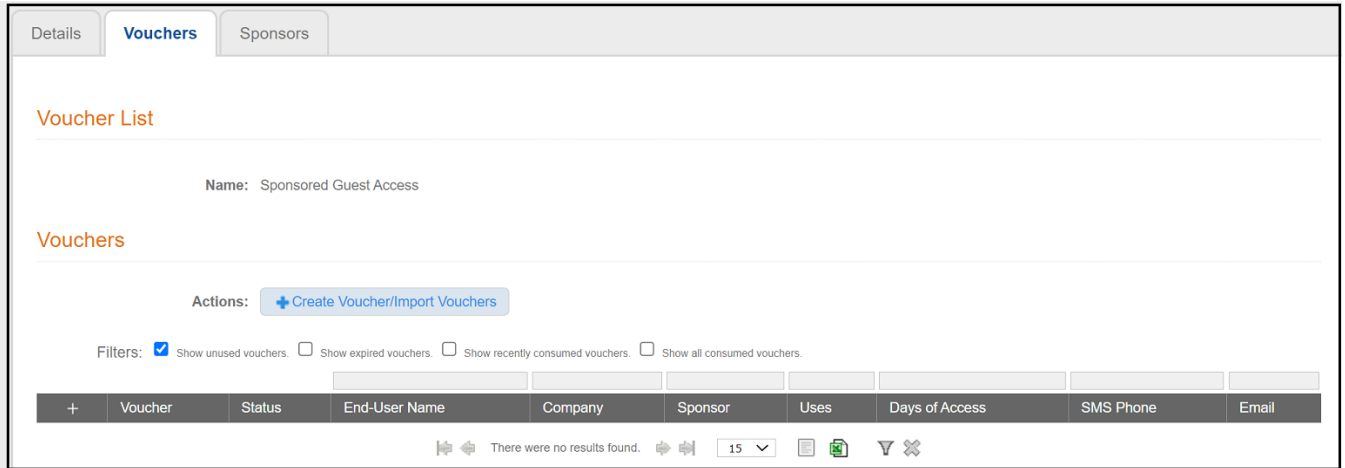 Details Vouchers Sponsors
Voucher List
Name: Sponsored Guest Access
Vouchers
Actions: Create Voucher/Import Vouchers
Filters: Show unused vouchers. Show expired vouchers. Show recently consumed vouchers. Show all consumed vouchers.
+ Voucher Status End-User Name Company Sponsor Uses Days of Access SMS Phone Email
There were no results found. 15